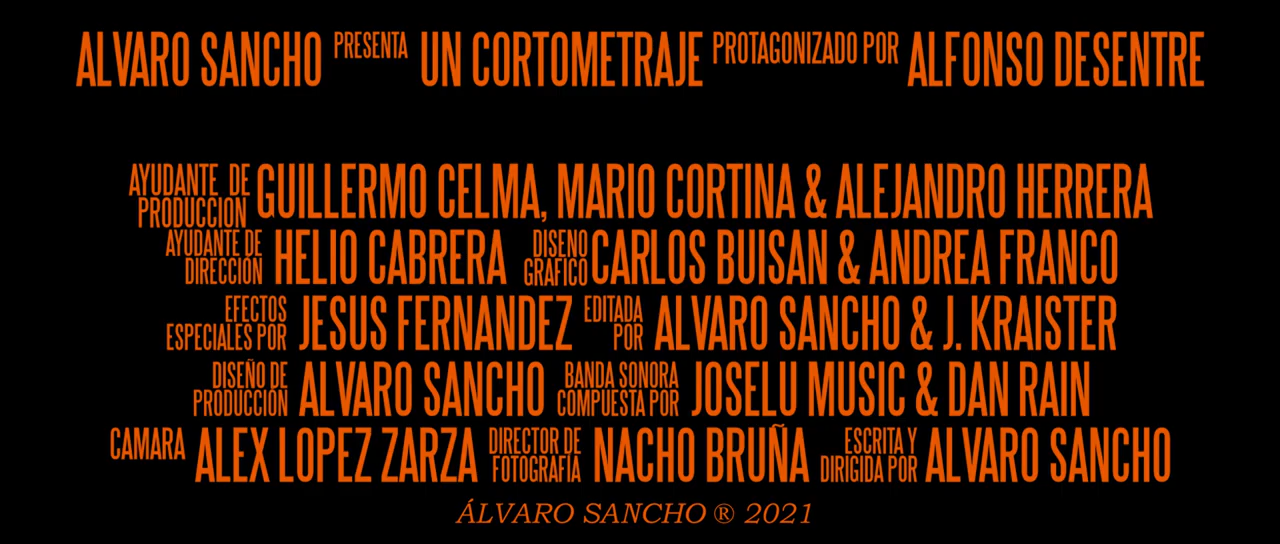 ALVARO SANCHO PRESENTA UN CORTOMETRAJE PROTAGONIZADO POR ALFONSO DESENTRE
AYUDANTE DE PRODUCCION GUILLERMO CELMA, MARIO CORTINA & ALEJANDRO HERRERA
AYUDANTE DE DIRECCIÓN HELIO CABRERA DISENO GRAFICO CARLOS BUISAN & ANDREA FRANCO
EFECTOS ESPECIALES POR JESUS FERNANDEZ EDITADA POR ALVARO SANCHO & J. KRAISTER
DISEÑO DE PRODUCCIÓN ALVARO SANCHO BANDA SONORA COMPUESTA POR JOSELU MUSIC & DAN RAIN
CAMARA ALEX LOPEZ ZARZA DIRECTOR DE FOTOGRAFÍA NACHO BRUÑA ESCRITA Y DIRIGIDA POR ALVARO SANCHO
ÁLVARO SANCHO ® 2021